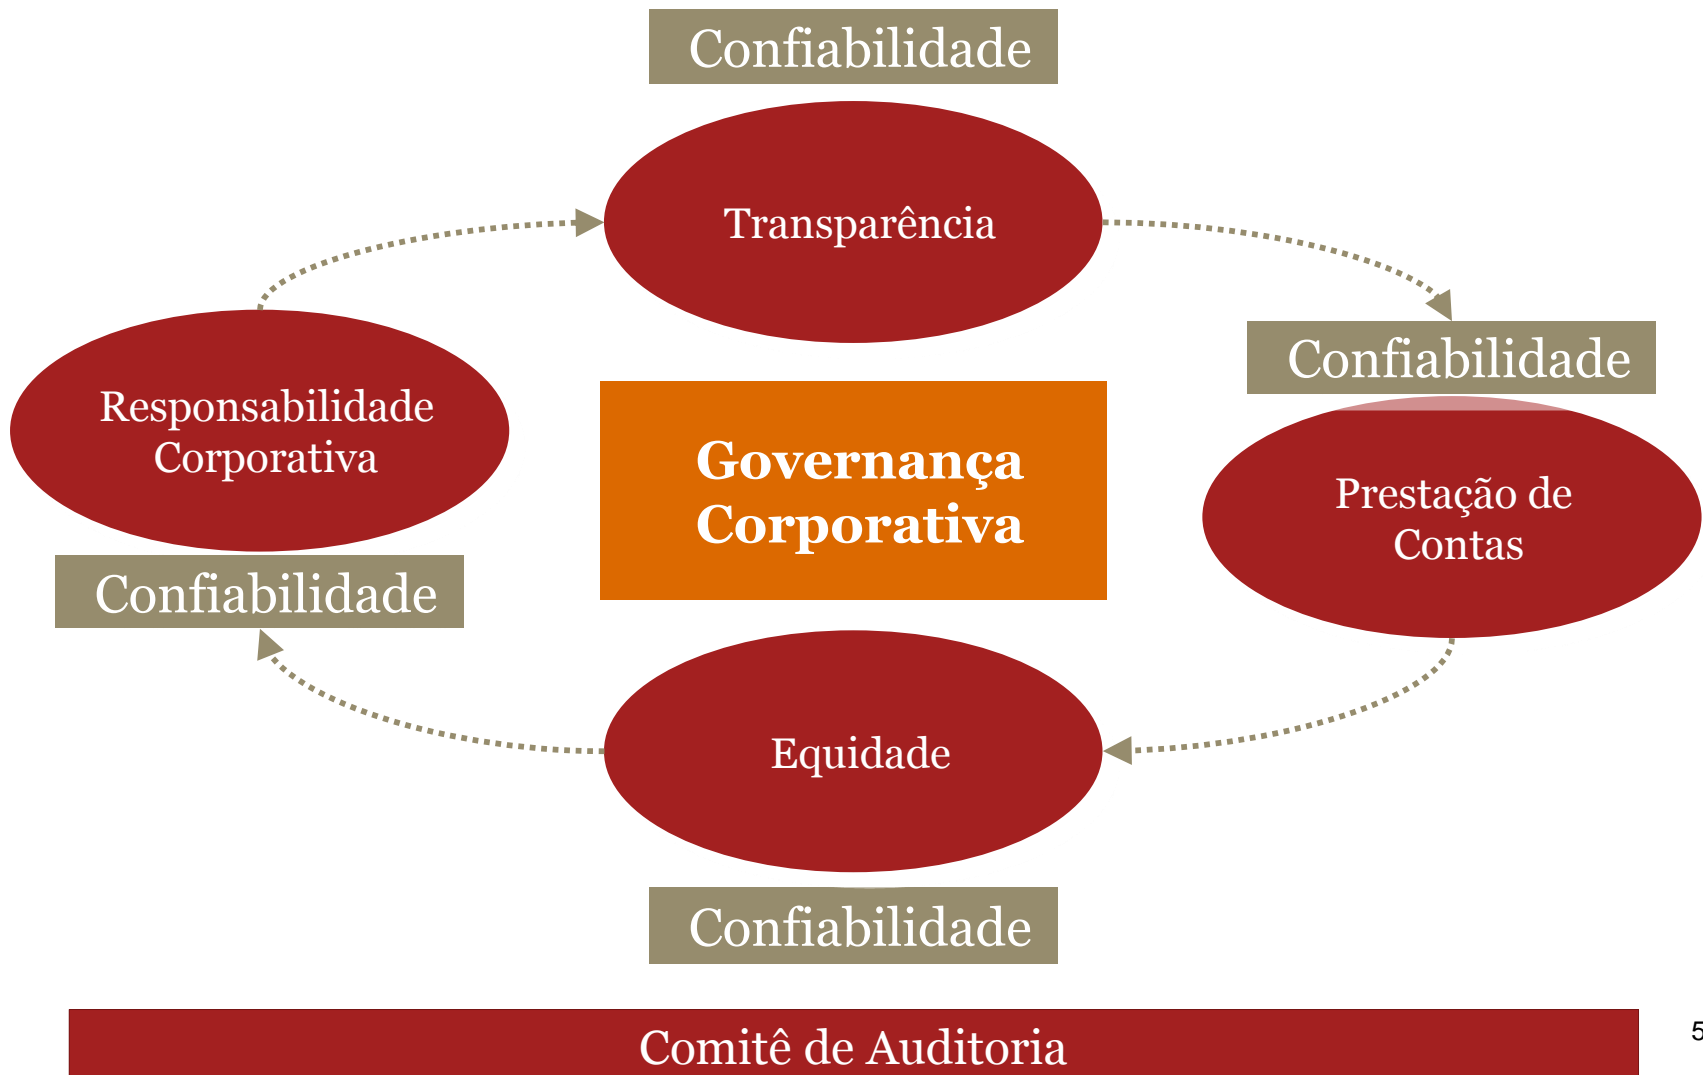 Confiabilidade
Transparência
Confiabilidade
Responsabilidade
Corporativa
Governança
Corporativa
Prestação de
Contas
Confiabilidade
Equidade
Confiabilidade
Comitê de Auditoria
5